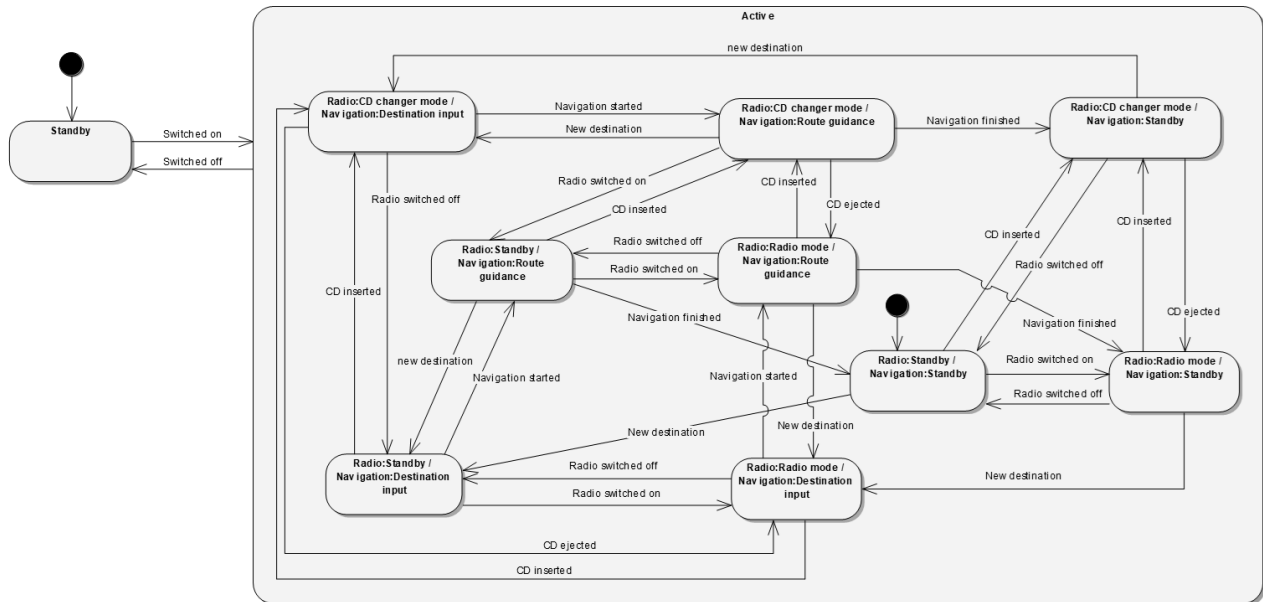 Active
new destination
Radio:CD changer mode /
Navigation:Destination input
Navigation started
New destination
Radio:CD changer mode /
Navigation:Route guidance
Navigation finished
Radio:CD changer mode /
Navigation:Standby
Standby
Switched on
Switched off
Radio switched on
Radio switched off
CD inserted
CD inserted
CD ejected
CD inserted
CD inserted
Radio switched off
Radio:Standby /
Navigation:Route
guidance
Radio switched off
Radio switched on
Radio:Radio mode /
Navigation:Route
guidance
CD inserted
Navigation finished
Navigation finished
CD ejected
new destination
Navigation started
Navigation started
Radio:Standby /
Navigation:Standby
Radio switched on
Radio switched off
Radio:Radio mode /
Navigation:Standby
New destination
New destination
Radio:Standby /
Navigation:Destination
input
Radio switched off
Radio switched on
Radio:Radio mode /
Navigation:Destination
input
New destination
CD ejected
CD inserted